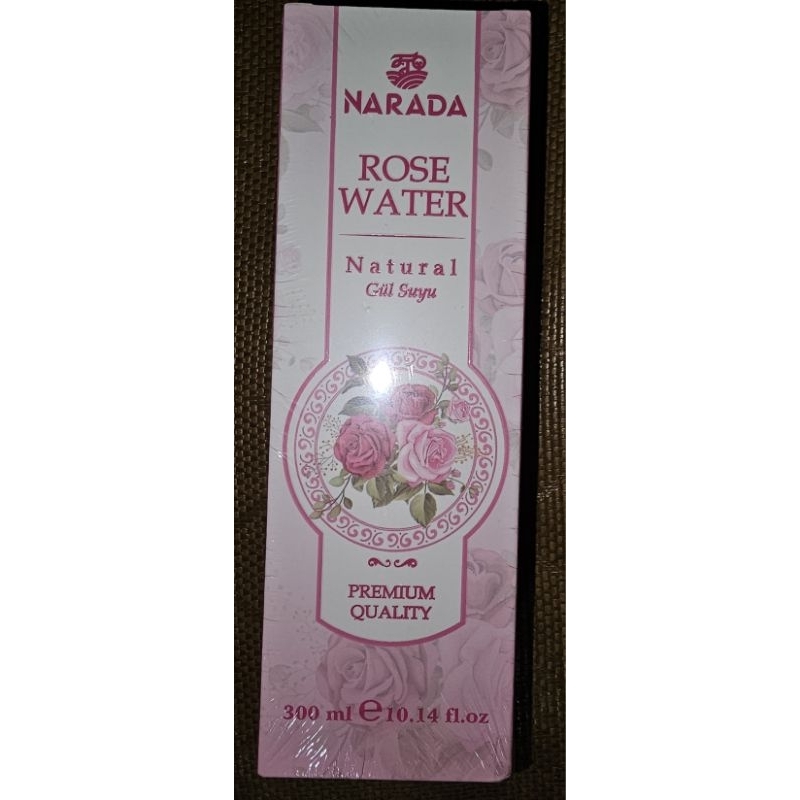 NARADA
ROSE
WATER
Natural
Gül Suyu
PREMIUM
QUALITY
300 ml ℮ 10.14 fl.oz